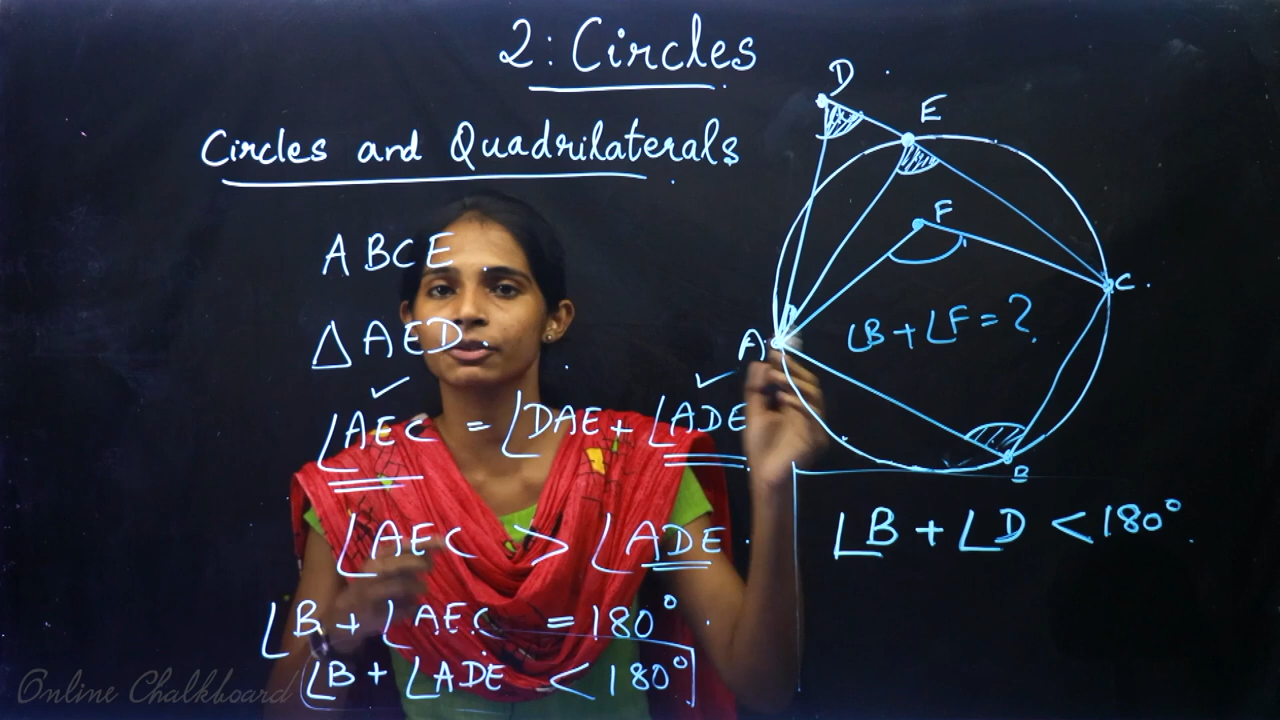 2: Circles
Circles and Quadrilaterals
ABCE.
△AED.
∠AEC = ∠DAE + ∠ADE
∠AEC > ∠ADE.
∠B + ∠AEC = 180°
∠B + ∠ADE < 180°
D
E
F
C
A
∠B + ∠F = ?
B
∠B + ∠D < 180°
Online Chalkboard